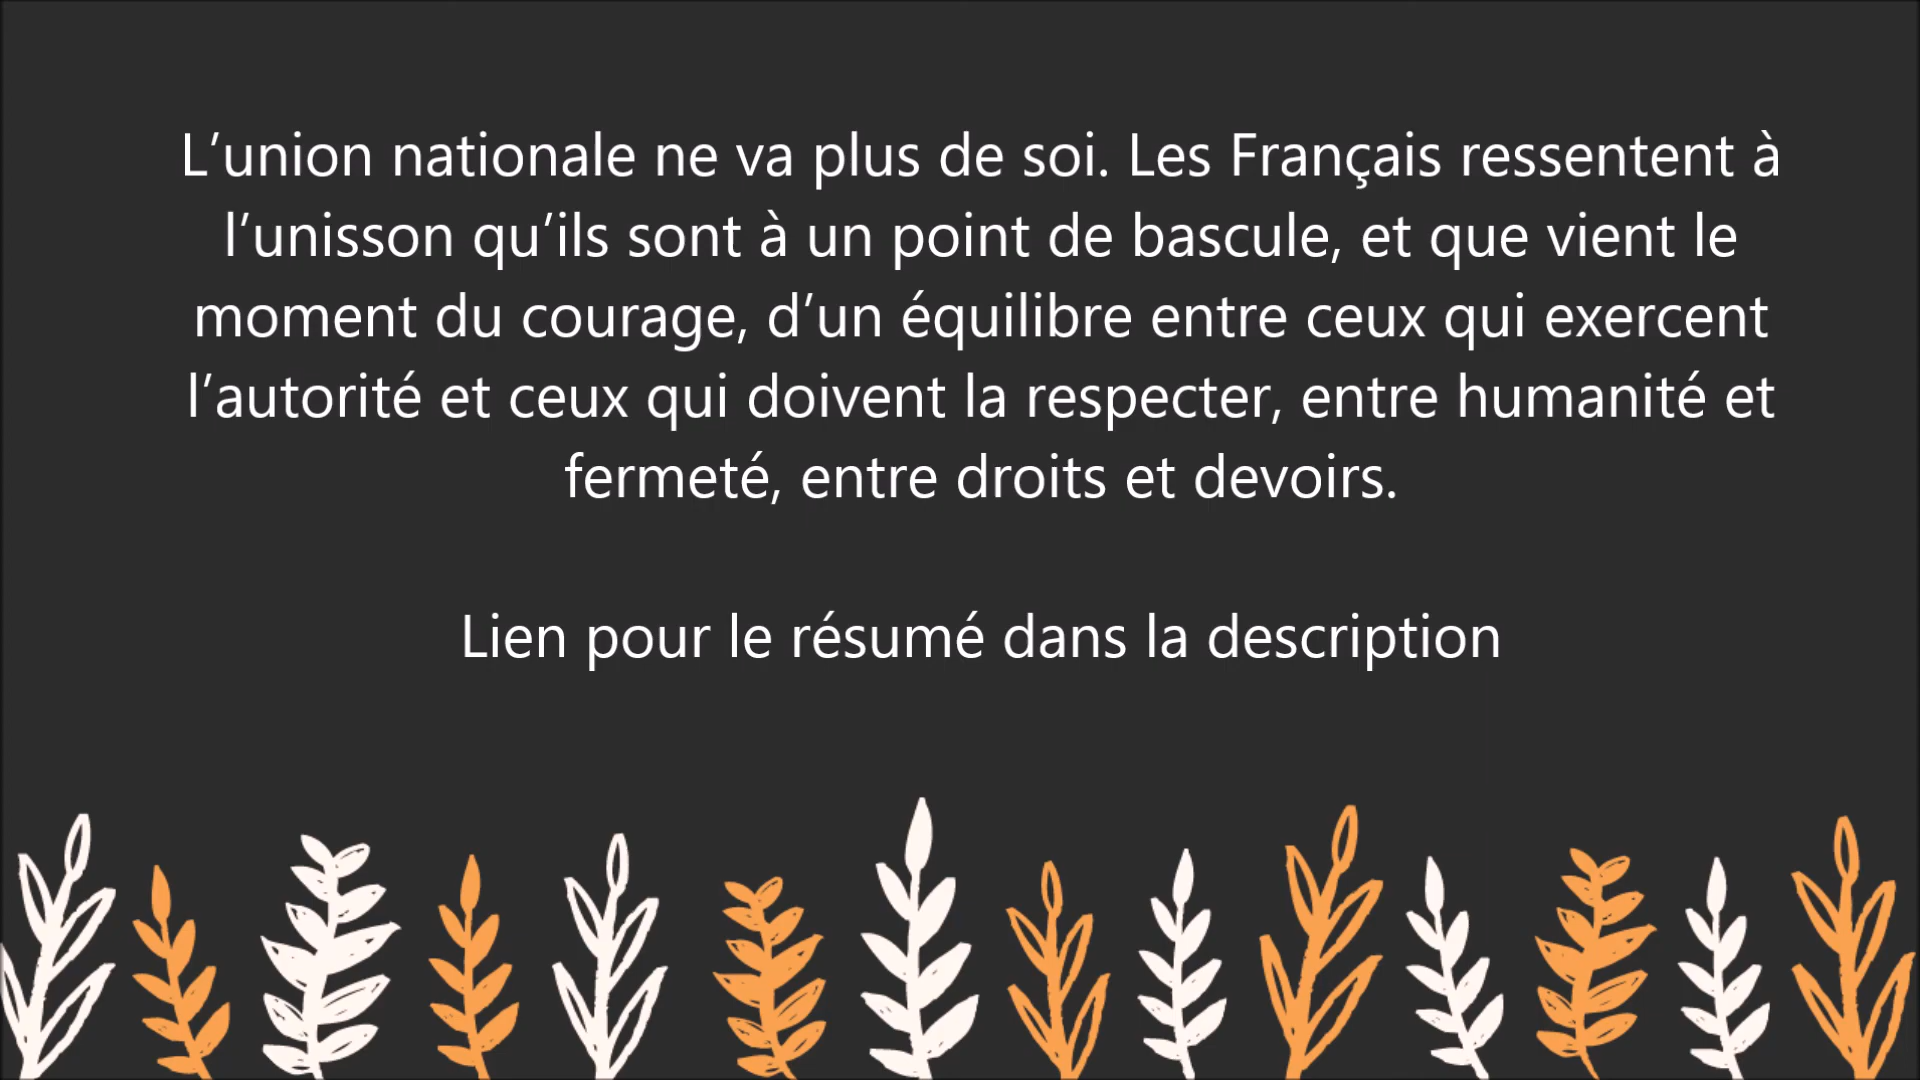 L’union nationale ne va plus de soi. Les Français ressentent à
l’unisson qu’ils sont à un point de bascule, et que vient le
moment du courage, d’un équilibre entre ceux qui exercent
l’autorité et ceux qui doivent la respecter, entre humanité et
fermeté, entre droits et devoirs.
Lien pour le résumé dans la description